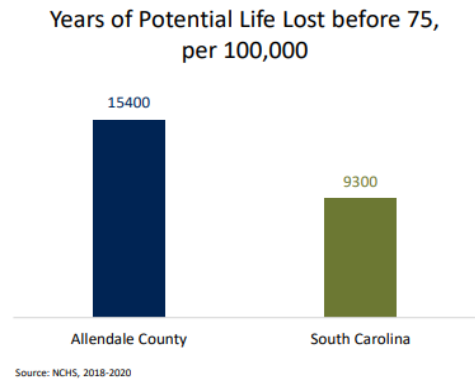 Years of Potential Life Lost before 75,
per 100,000
15400
9300
Allendale County
South Carolina
Source: NCHS, 2018-2020